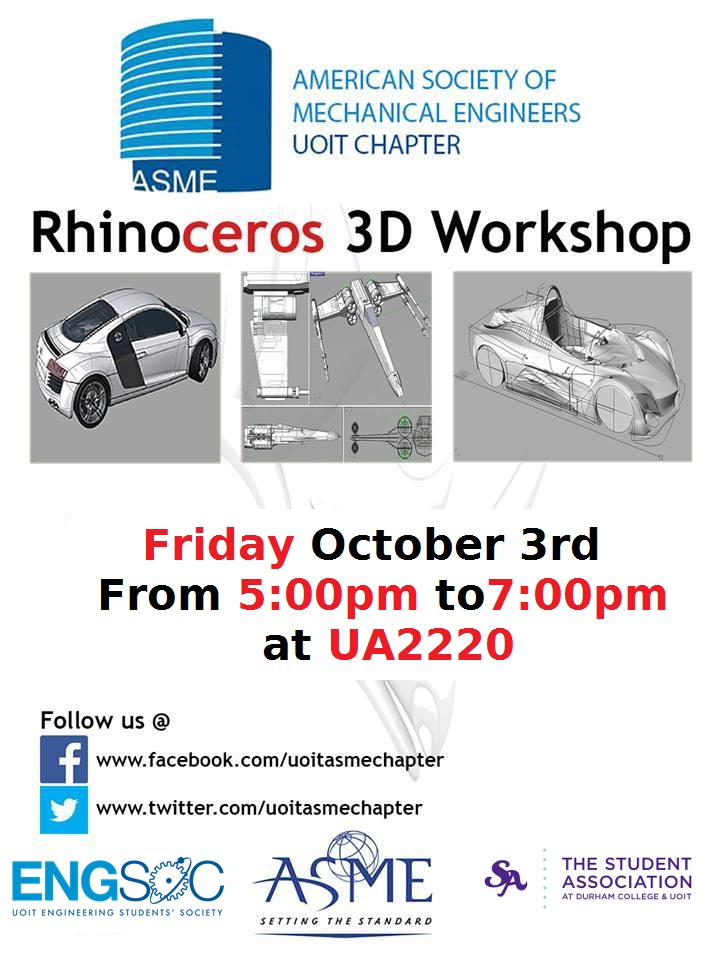 ASME
AMERICAN SOCIETY OF
MECHANICAL ENGINEERS
UOIT CHAPTER
Rhinoceros 3D Workshop
Friday October 3rd
From 5:00pm to7:00pm
at UA2220
Follow us @
www.facebook.com/uoitasmechapter
www.twitter.com/uoitasmechapter
ENGSOC
UOIT ENGINEERING STUDENTS' SOCIETY
ASME
SETTING THE STANDARD
SA
THE STUDENT
ASSOCIATION
AT DURHAM COLLEGE & UOIT